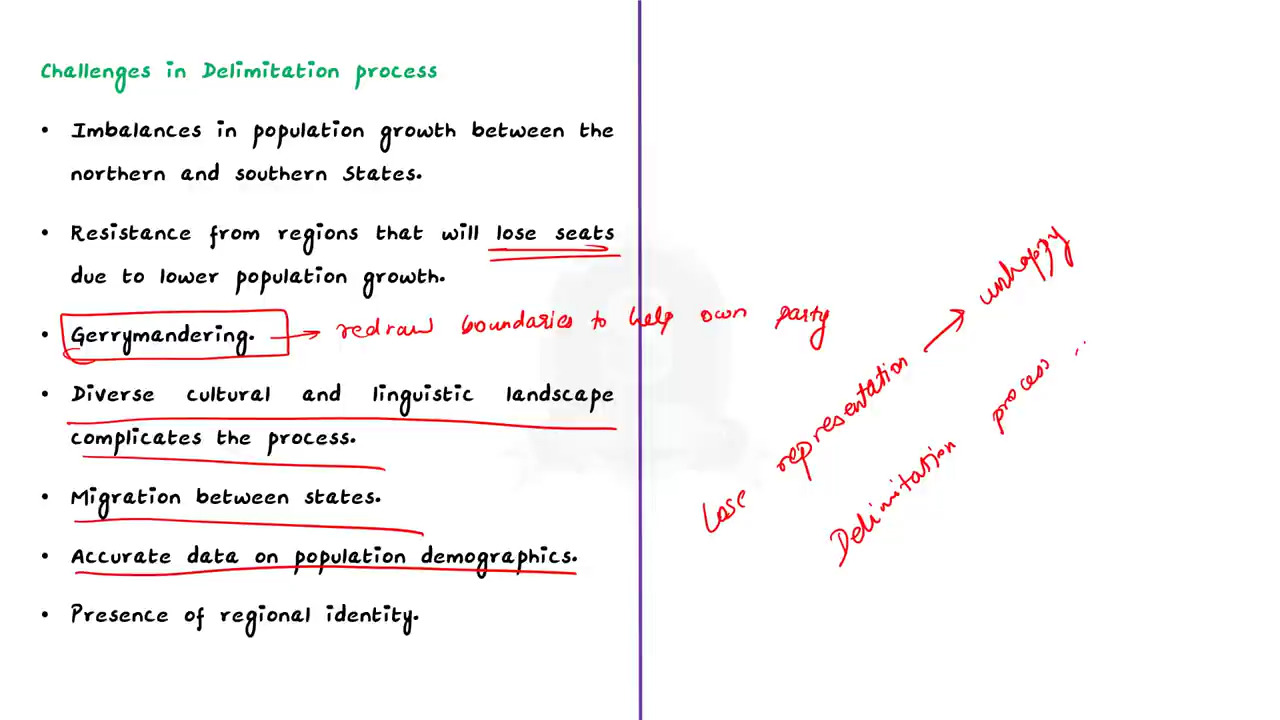 Challenges in Delimitation process
• Imbalances in population growth between the
northern and southern States.
• Resistance from regions that will lose seats
due to lower population growth.
• Gerrymandering. → redraw boundaries to help own party
• Diverse cultural and linguistic landscape
complicates the process.
• Migration between states.
• Accurate data on population demographics.
• Presence of regional identity.
Lose representation → unhappy
Delimitation process